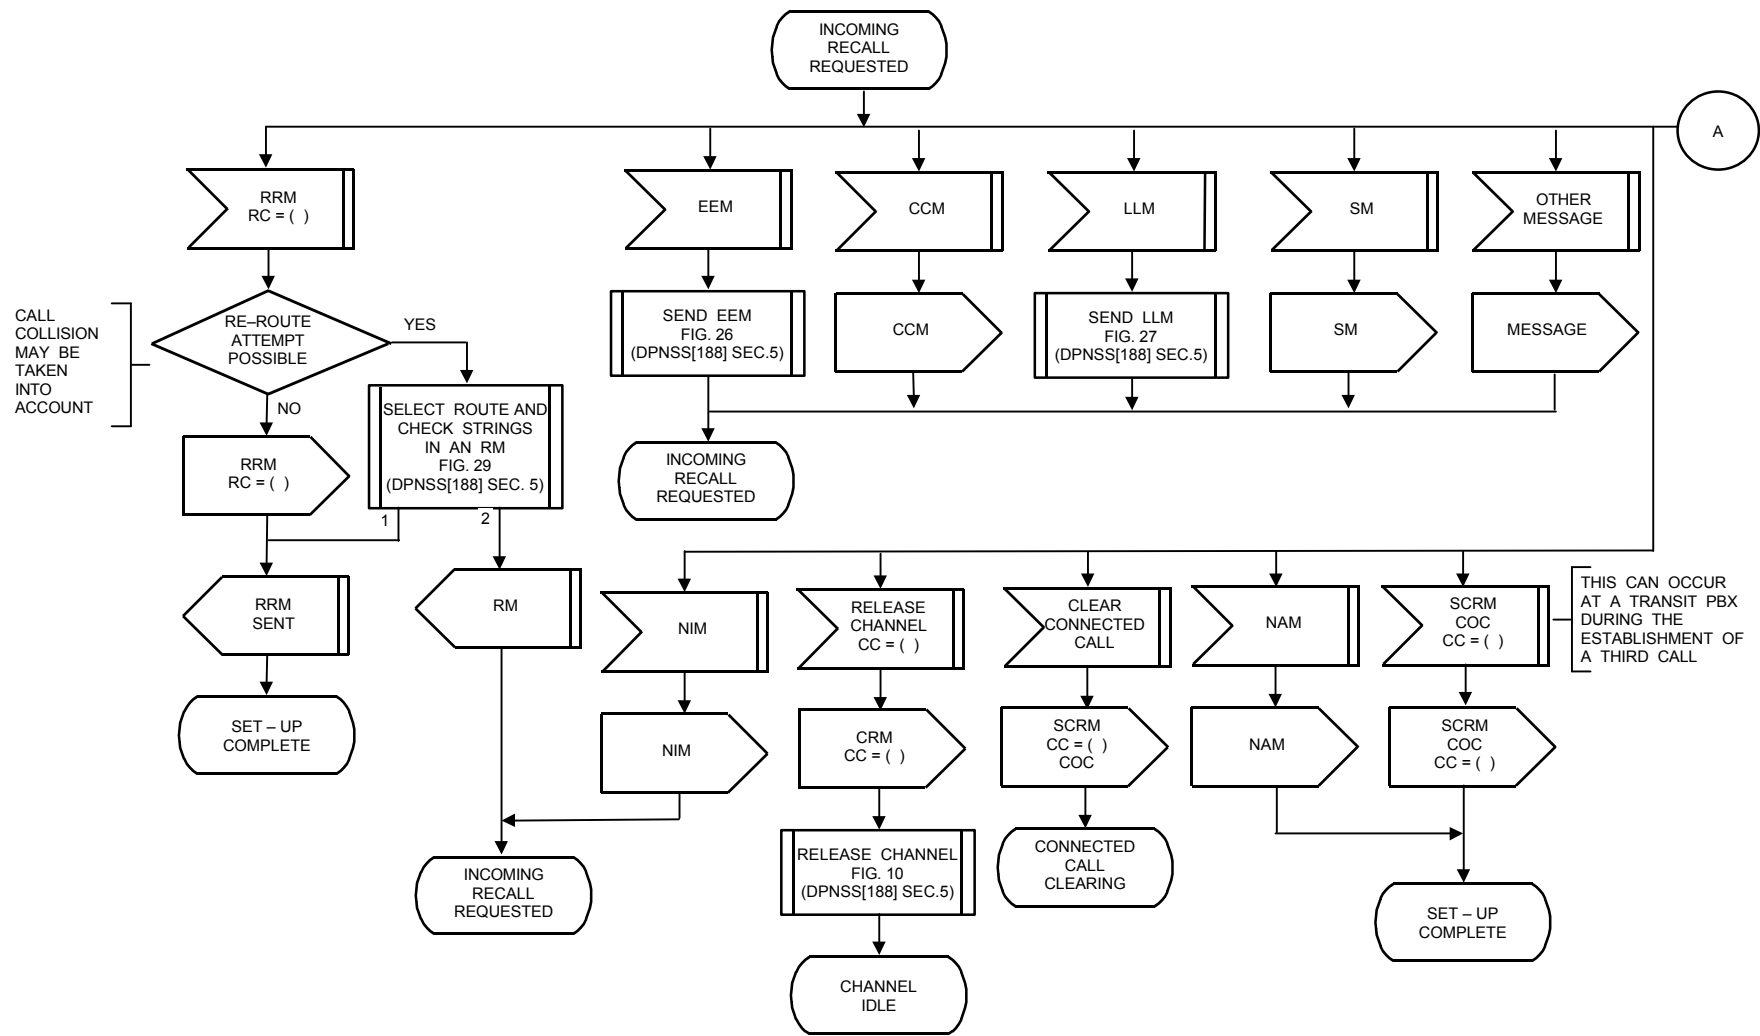 INCOMING
RECALL
REQUESTED
A
RRM
RC = ( )
EEM
CCM
LLM
SM
OTHER
MESSAGE
CALL
COLLISION
MAY BE
TAKEN
INTO
ACCOUNT
RE–ROUTE
ATTEMPT
POSSIBLE
YES
NO
SEND EEM
FIG. 26
(DPNSS[188] SEC.5)
CCM
SEND LLM
FIG. 27
(DPNSS[188] SEC.5)
SM
MESSAGE
SELECT ROUTE AND
CHECK STRINGS
IN AN RM
FIG. 29
(DPNSS[188] SEC. 5)
1
2
RRM
RC = ( )
INCOMING
RECALL
REQUESTED
RRM
SENT
RM
NIM
RELEASE
CHANNEL
CC = ( )
CLEAR
CONNECTED
CALL
NAM
SCRM
COC
CC = ( )
THIS CAN OCCUR
AT A TRANSIT PBX
DURING THE
ESTABLISHMENT OF
A THIRD CALL
SET – UP
COMPLETE
NIM
CRM
CC = ( )
SCRM
CC = ( )
COC
NAM
SCRM
COC
CC = ( )
INCOMING
RECALL
REQUESTED
RELEASE CHANNEL
FIG. 10
(DPNSS[188] SEC.5)
CONNECTED
CALL
CLEARING
SET – UP
COMPLETE
CHANNEL
IDLE